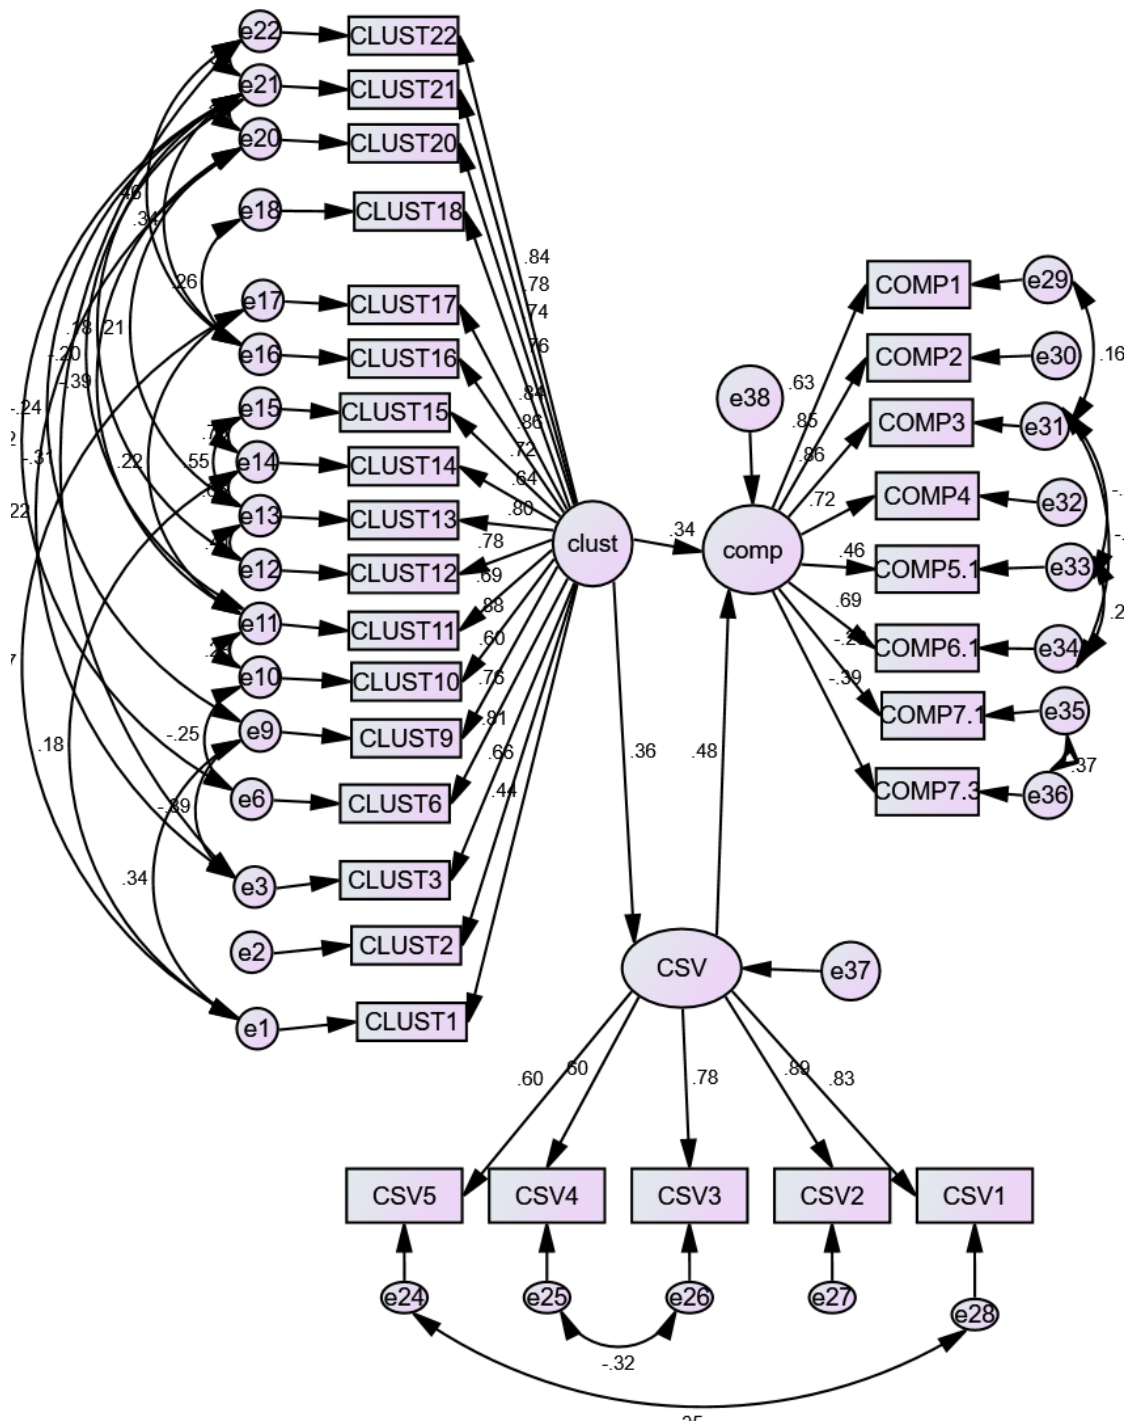 e22
CLUST22
e21
CLUST21
e20
CLUST20
e18
CLUST18
e17
CLUST17
e16
CLUST16
e15
CLUST15
e14
CLUST14
e13
CLUST13
e12
CLUST12
e11
CLUST11
e10
CLUST10
e9
CLUST9
e6
CLUST6
e3
CLUST3
e2
CLUST2
e1
CLUST1
.46
.34
.26
.18
.21
-.20
-.39
-.24
-.31
.22
.55
22
.18
-.25
-.39
.34
.84
.78
.74
.76
.84
.86
.72
.64
.80
.78
.69
.88
.60
.76
.81
.66
.44
clust
.34
comp
e38
.63
.85
.86
.72
.46
.69
-.39
COMP1
e29
COMP2
e30
COMP3
e31
COMP4
e32
COMP5.1
e33
COMP6.1
e34
COMP7.1
e35
COMP7.3
e36
.16
.37
.36
.48
CSV
e37
.60
.60
.78
.89
.83
CSV5
CSV4
CSV3
CSV2
CSV1
e24
e25
e26
e27
e28
-.32